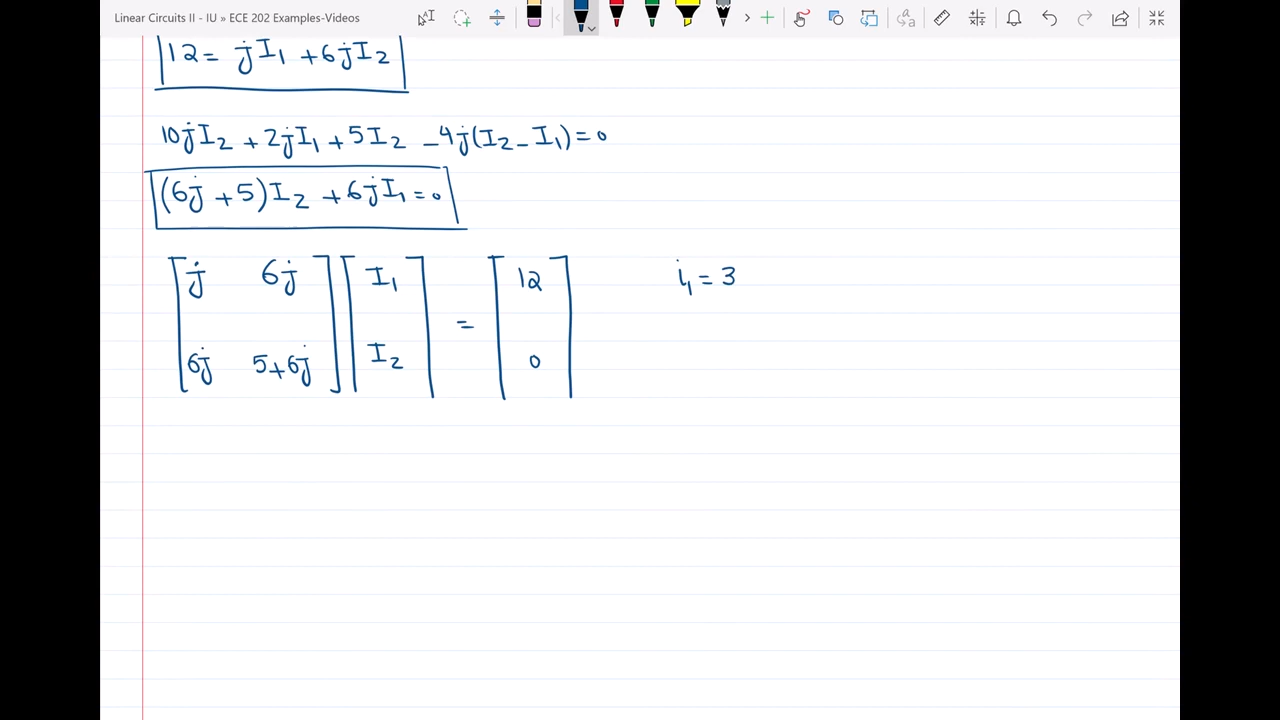 Linear Circuits II - IU » ECE 202 Examples-Videos
12 = jI₁ + 6jI₂
10jI₂ + 2jI₁ + 5I₂ - 4j(I₂ - I₁) = 0
(6j + 5)I₂ + 6jI₁ = 0
[j 6j] [I₁] = [12] i₁ = 3
[6j 5+6j] [I₂] [0]